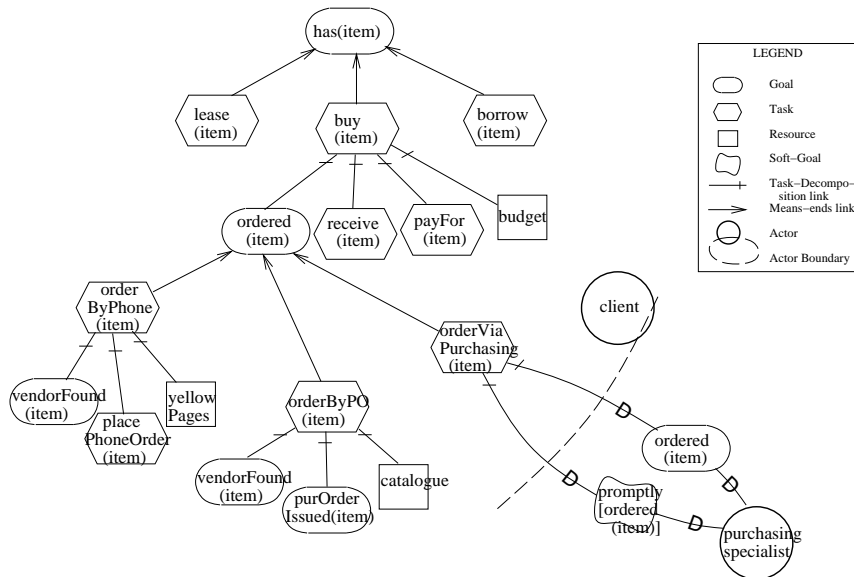 has(item)
lease
(item)
buy
(item)
borrow
(item)
ordered
(item)
receive
(item)
payFor
(item)
budget
order
ByPhone
(item)
orderVia
Purchasing
(item)
client
vendorFound
(item)
place
PhoneOrder
(item)
yellow
Pages
orderByPO
(item)
vendorFound
(item)
purOrder
Issued(item)
catalogue
ordered
(item)
promptly
[ordered
(item)]
purchasing
specialist
D
D
D
D
LEGEND
Goal
Task
Resource
Soft-Goal
Task-Decompo-
sition link
Means-ends link
Actor
Actor Boundary